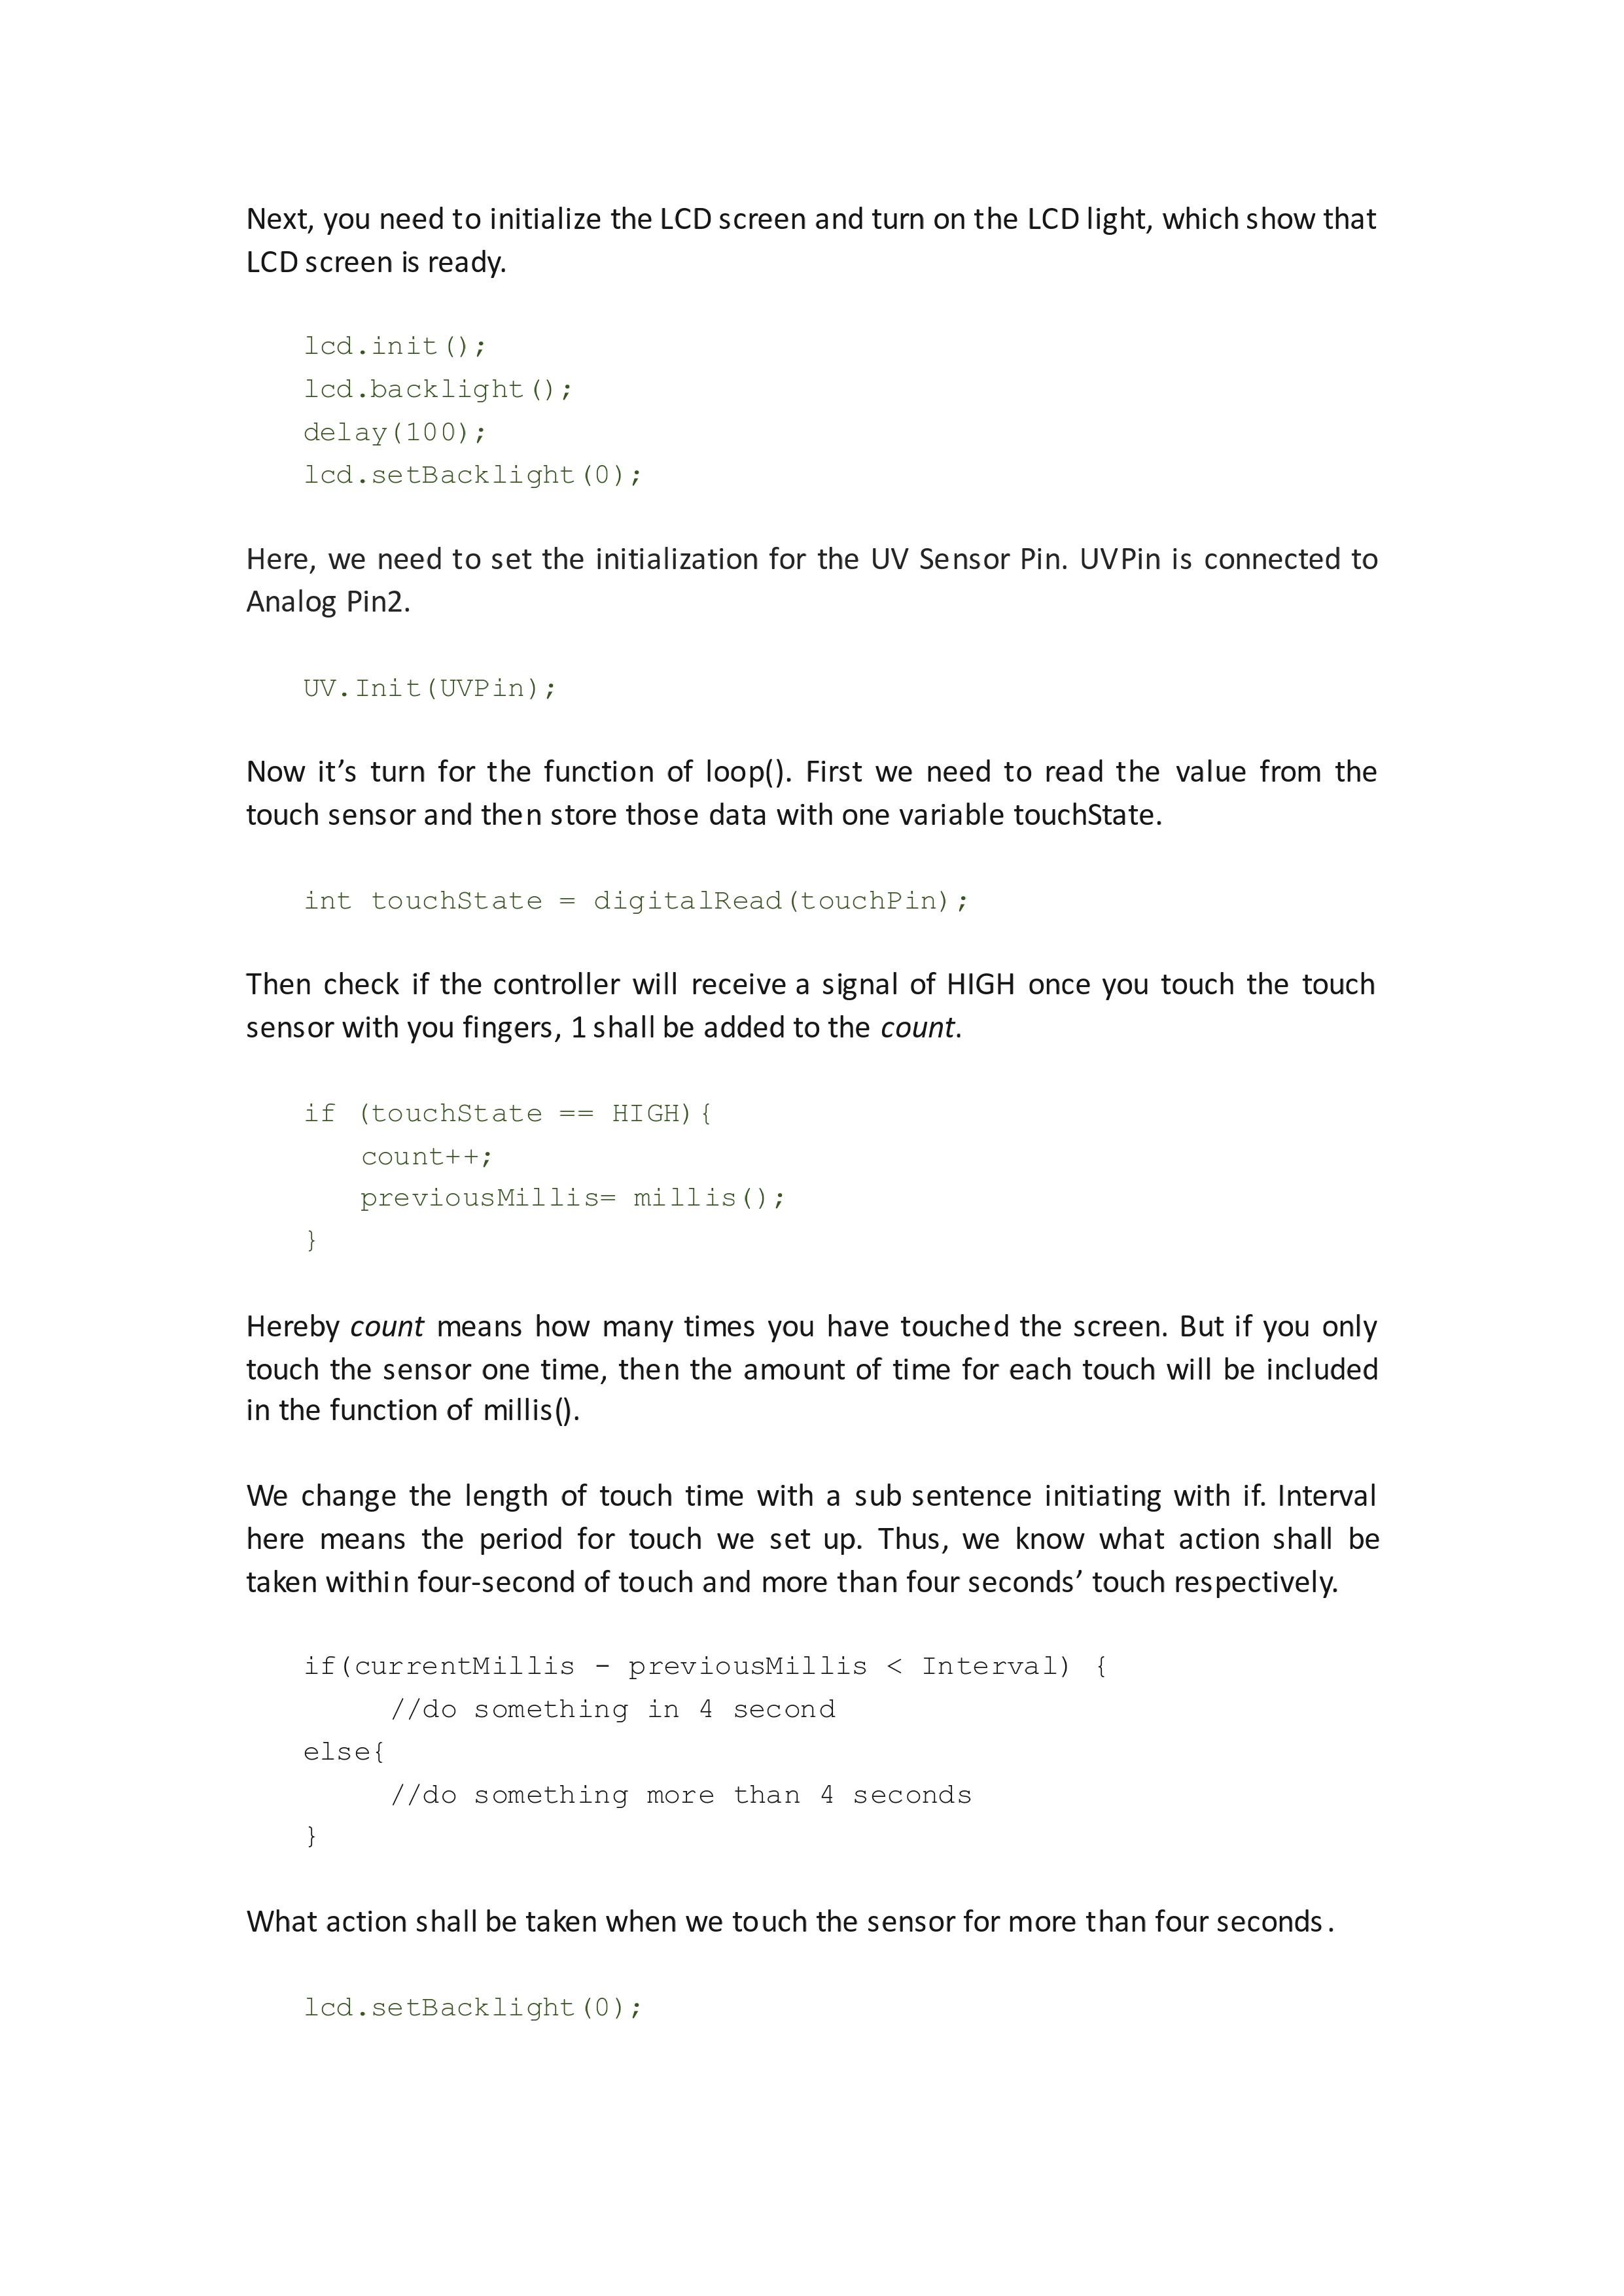 Next, you need to initialize the LCD screen and turn on the LCD light, which show that
LCD screen is ready.
lcd.init();
lcd.backlight();
delay(100);
lcd.setBacklight(0);
Here, we need to set the initialization for the UV Sensor Pin. UVPin is connected to
Analog Pin2.
UV.Init(UVPin);
Now it’s turn for the function of loop(). First we need to read the value from the
touch sensor and then store those data with one variable touchState.
int touchState = digitalRead(touchPin);
Then check if the controller will receive a signal of HIGH once you touch the touch
sensor with you fingers, 1 shall be added to the count.
if (touchState == HIGH){
count++;
previousMillis= millis();
}
Hereby count means how many times you have touched the screen. But if you only
touch the sensor one time, then the amount of time for each touch will be included
in the function of millis().
We change the length of touch time with a sub sentence initiating with if. Interval
here means the period for touch we set up. Thus, we know what action shall be
taken within four-second of touch and more than four seconds’ touch respectively.
if(currentMillis - previousMillis < Interval) {
//do something in 4 second
else{
//do something more than 4 seconds
}
What action shall be taken when we touch the sensor for more than four seconds.
lcd.setBacklight(0);